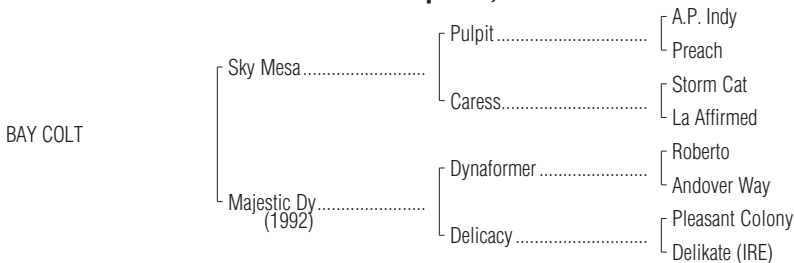 A.P. Indy
Pulpit
Preach
Sky Mesa
Storm Cat
Caress
La Affirmed
BAY COLT
Roberto
Dynaformer
Andover Way
Majestic Dy
(1992)
Pleasant Colony
Delicacy
Delikate (IRE)